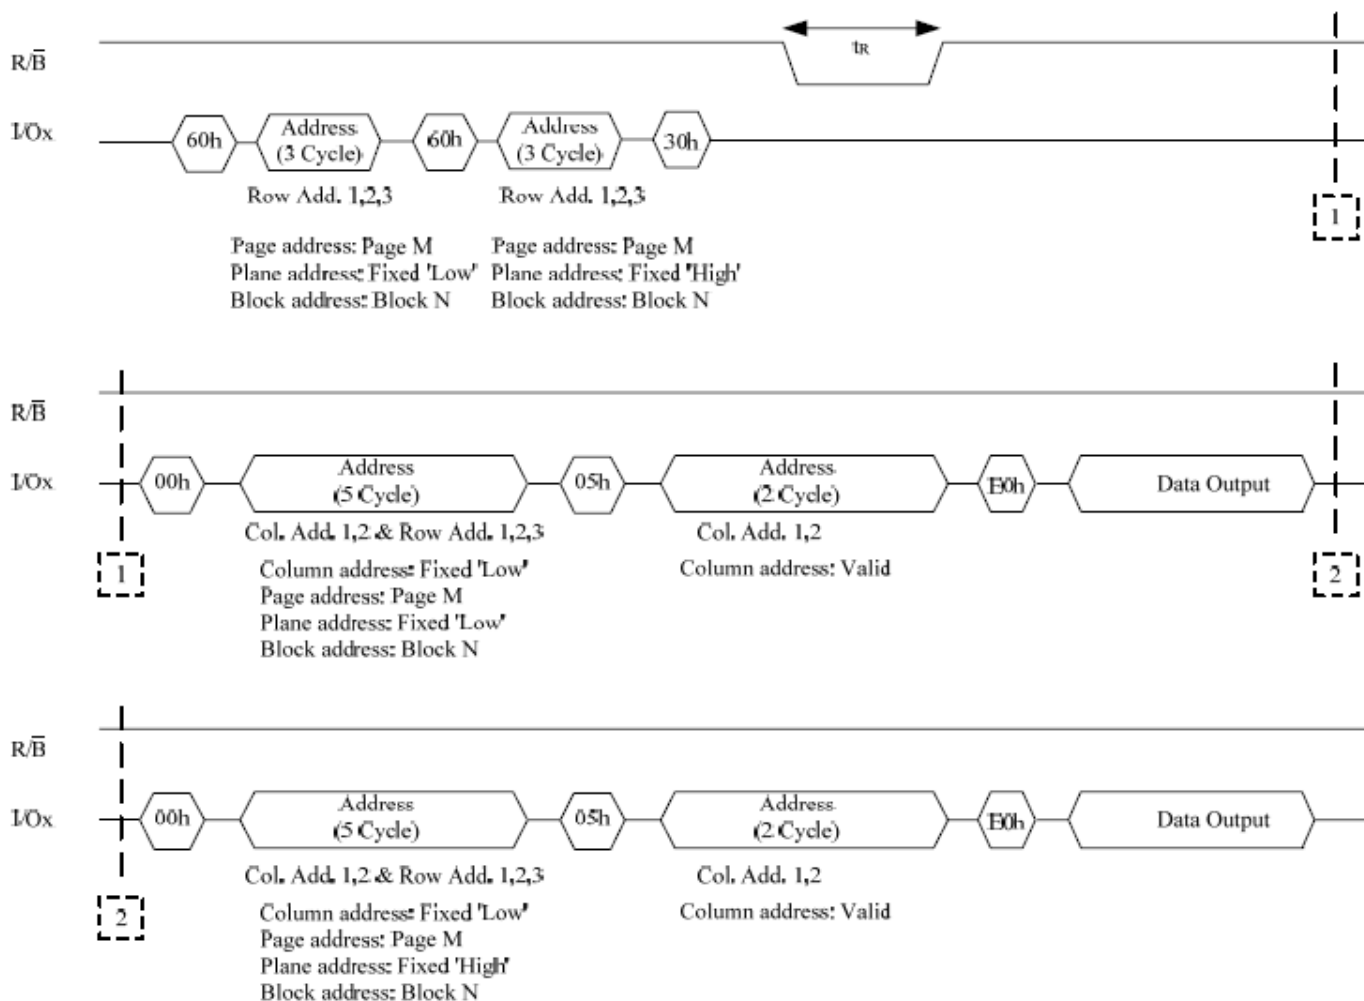 tR
R/B̅
I/Ox
60h
Address
(3 Cycle)
60h
Address
(3 Cycle)
30h
Row Add. 1,2,3
Row Add. 1,2,3
1
Page address: Page M
Plane address: Fixed 'Low'
Block address: Block N
Page address: Page M
Plane address: Fixed 'High'
Block address: Block N
R/B̅
I/Ox
00h
Address
(5 Cycle)
05h
Address
(2 Cycle)
E0h
Data Output
Col. Add. 1,2 & Row Add. 1,2,3
Col. Add. 1,2
1
Column address: Fixed 'Low'
Page address: Page M
Plane address: Fixed 'Low'
Block address: Block N
Column address: Valid
2
R/B̅
I/Ox
00h
Address
(5 Cycle)
05h
Address
(2 Cycle)
E0h
Data Output
Col. Add. 1,2 & Row Add. 1,2,3
Col. Add. 1,2
2
Column address: Fixed 'Low'
Page address: Page M
Plane address: Fixed 'High'
Block address: Block N
Column address: Valid